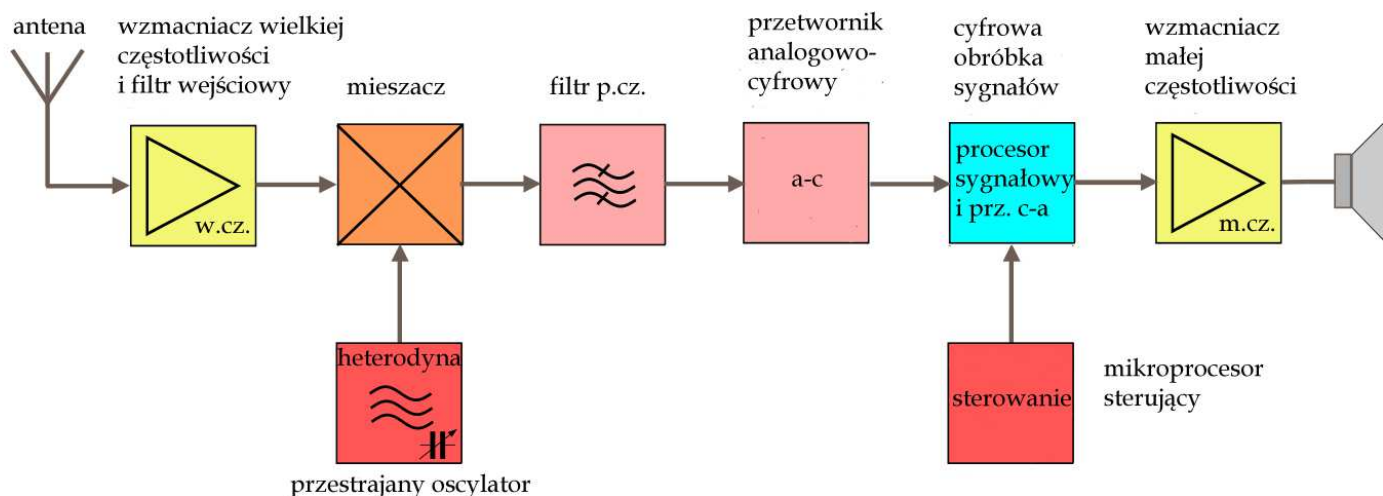 antena
wzmacniacz wielkiej
częstotliwości
i filtr wejściowy
mieszacz
filtr p.cz.
przetwornik
analogowo-
cyfrowy
cyfrowa
obróbka
sygnałów
wzmacniacz
małej
częstotliwości
w.cz.
a-c
procesor
sygnałowy
i prz. c-a
m.cz.
heterodyna
przestrajany oscylator
sterowanie
mikroprocesor
sterujący